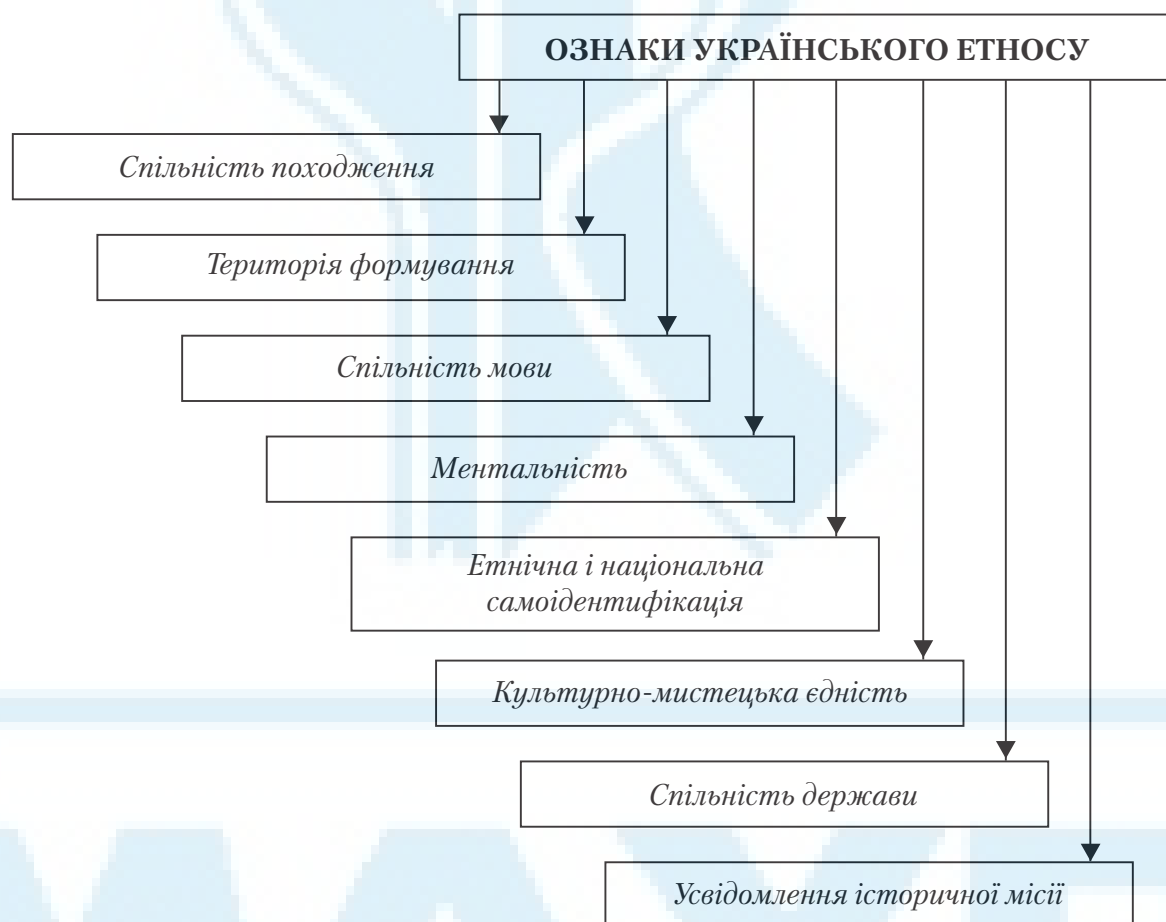 ОЗНАКИ УКРАЇНСЬКОГО ЕТНОСУ
Спільність походження
Територія формування
Спільність мови
Ментальність
Етнічна і національна
самоідентифікація
Культурно-мистецька єдність
Спільність держави
Усвідомлення історичної місії